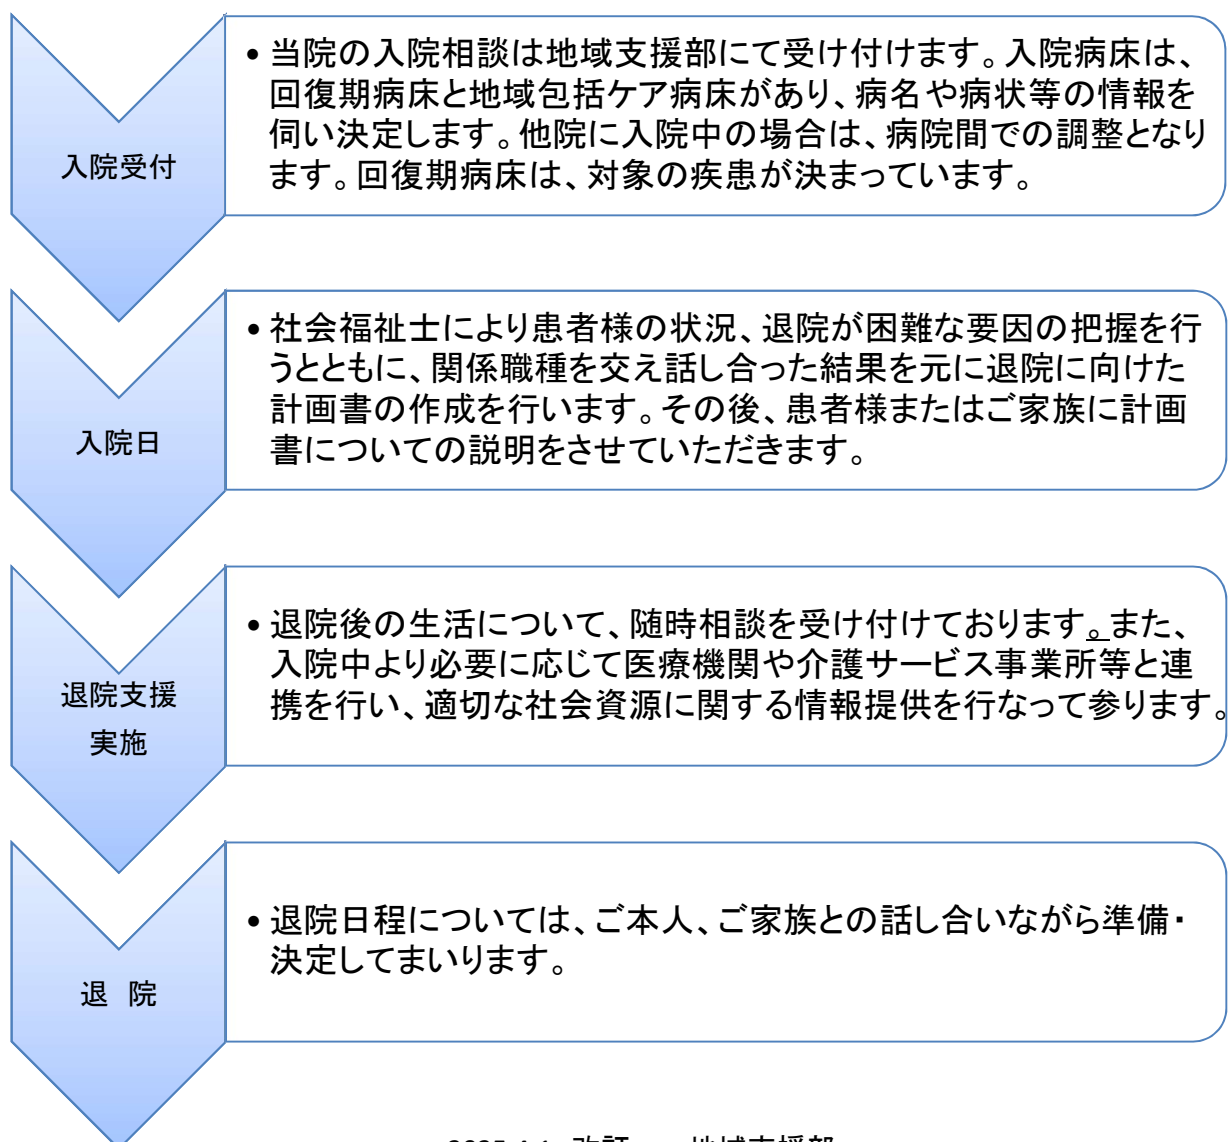 入院受付
• 当院の入院相談は地域支援部にて受け付けます。入院病床は、
回復期病床と地域包括ケア病床があり、病名や病状等の情報を
伺い決定します。他院に入院中の場合は、病院間での調整となり
ます。回復期病床は、対象の疾患が決まっています。
入院日
• 社会福祉士により患者様の状況、退院が困難な要因の把握を行
うとともに、関係職種を交え話し合った結果を元に退院に向けた
計画書の作成を行います。その後、患者様またはご家族に計画
書についての説明をさせていただきます。
退院支援
実施
• 退院後の生活について、随時相談を受け付けております。また、
入院中より必要に応じて医療機関や介護サービス事業所等と連
携を行い、適切な社会資源に関する情報提供を行なって参ります。
退 院
• 退院日程については、ご本人、ご家族との話し合いながら準備・
決定してまいります。